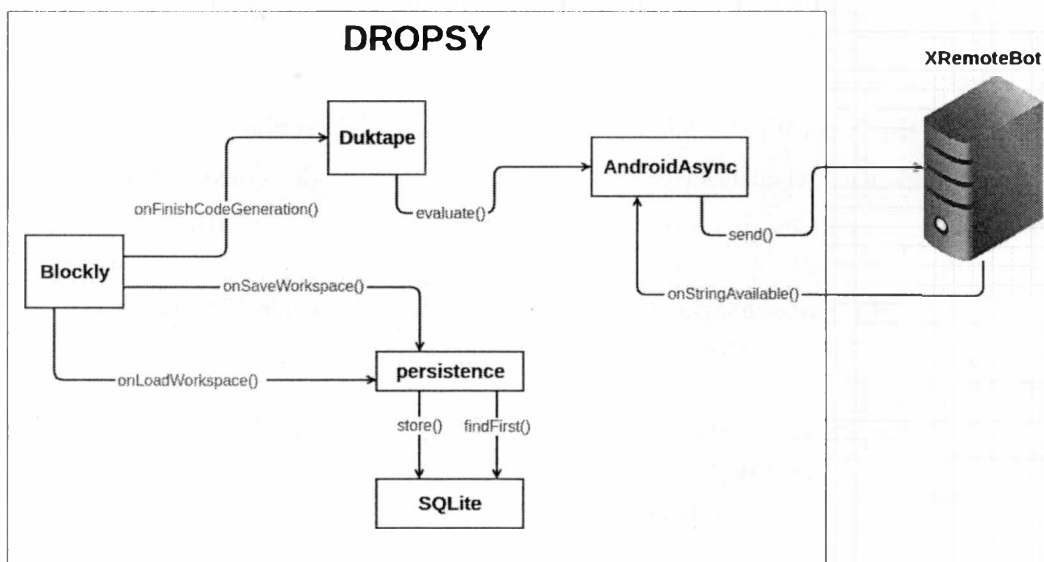 DROPSY
XRemoteBot
Duktape
AndroidAsync
onFinishCodeGeneration()
evaluate()
send()
Blockly
onSaveWorkspace()
onStringAvailable()
persistence
onLoadWorkspace()
store()
findFirst()
SQLite